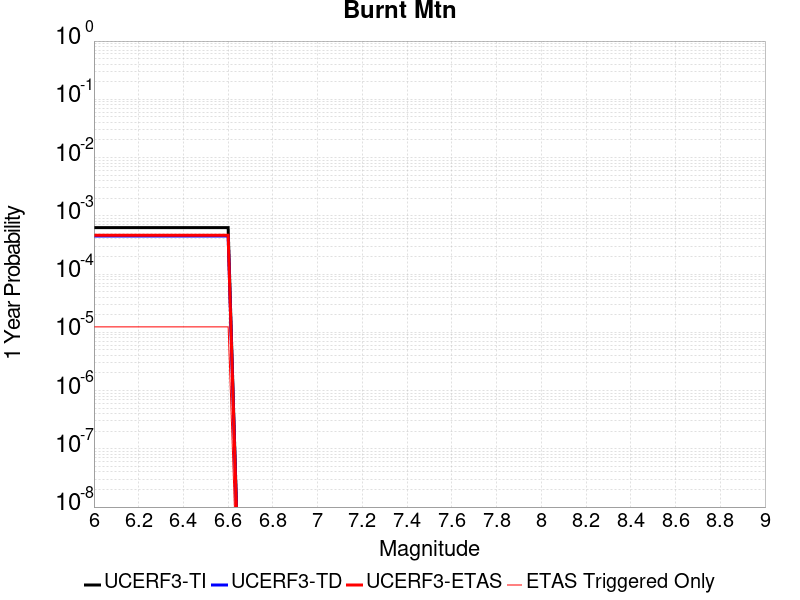 Burnt Mtn
10^0
10^-1
10^-2
10^-3
10^-4
10^-5
10^-6
10^-7
10^-8
1 Year Probability
6 6.2 6.4 6.6 6.8 7 7.2 7.4 7.6 7.8 8 8.2 8.4 8.6 8.8 9
Magnitude
UCERF3-TI UCERF3-TD UCERF3-ETAS ETAS Triggered Only